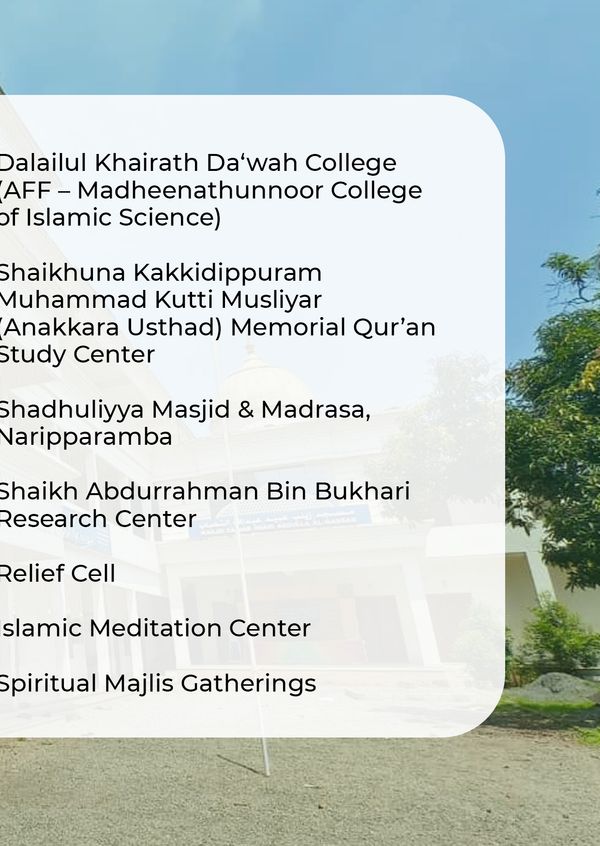 Dalailul Khairath Da‘wah College
(AFF – Madheenathunnoor College
of Islamic Science)
Shaikhuna Kakkidippuram
Muhammad Kutti Musliyar
(Anakkara Usthad) Memorial Qur’an
Study Center
Shadhuliyya Masjid & Madrasa,
Naripparamba
Shaikh Abdurrahman Bin Bukhari
Research Center
Relief Cell
Islamic Meditation Center
Spiritual Majlis Gatherings